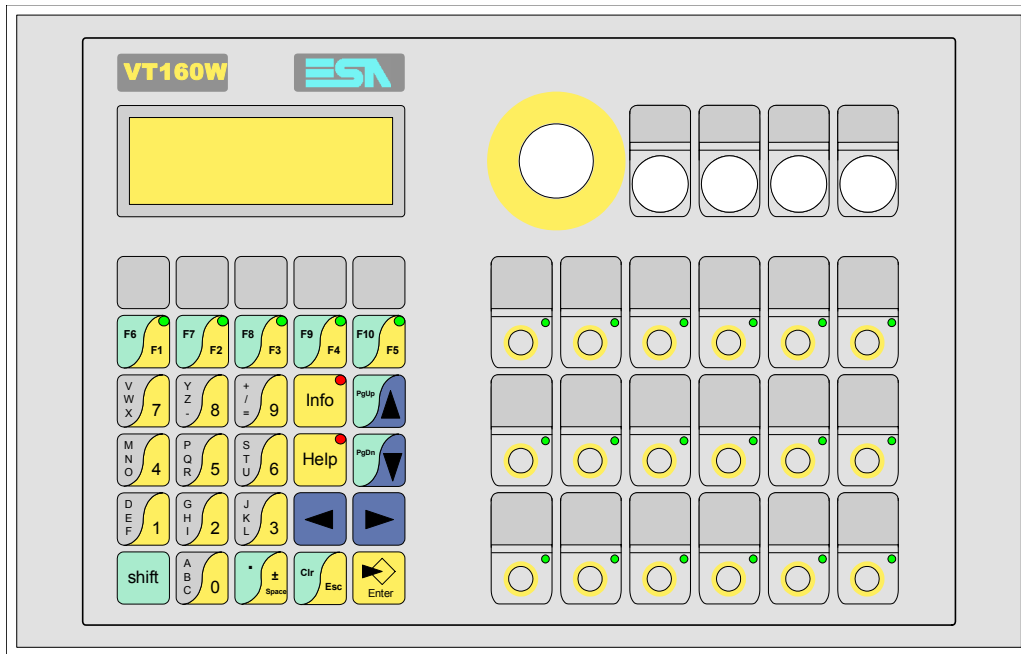 VT160W ESA
F6 F1 F7 F2 F8 F3 F9 F4 F10 F5
V W X 7 Y Z - 8 + / = 9 Info PgUp
M N O 4 P Q R 5 S T U 6 Help PgDn
D E F 1 G H I 2 J K L 3
shift A B C 0 . ± Space Clr Esc Enter